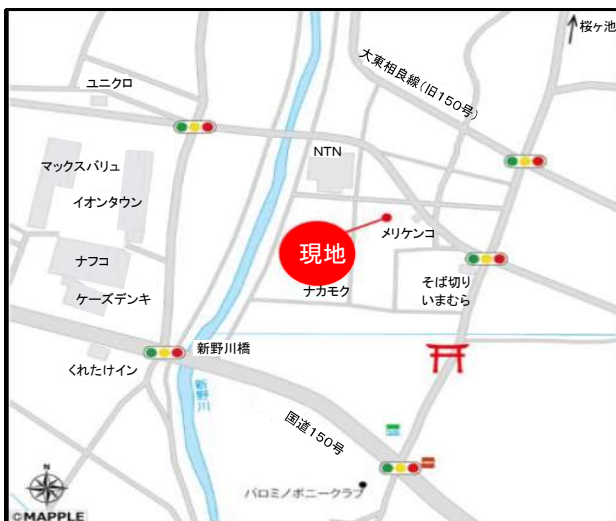 桜ヶ池
大東相良線(旧150号)
ユニクロ
NTN
マックスバリュ
イオンタウン
メリケンコ
現地
ナフコ
ケーズデンキ
ナカモク
そば切り
いまむら
新野川橋
くれたけイン
新野川
国道150号
パロミノポニークラブ
N
©MAPPLE